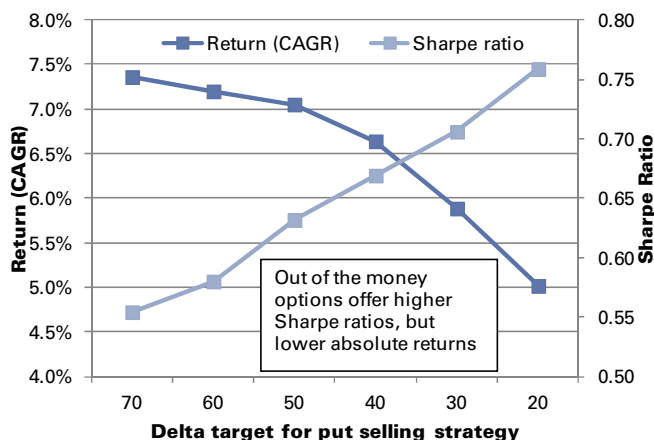 Return (CAGR)
Sharpe ratio
8.0%
7.5%
7.0%
6.5%
6.0%
5.5%
5.0%
4.5%
4.0%
Return (CAGR)
0.80
0.75
0.70
0.65
0.60
0.55
0.50
Sharpe Ratio
Out of the money
options offer higher
Sharpe ratios, but
lower absolute returns
70 60 50 40 30 20
Delta target for put selling strategy